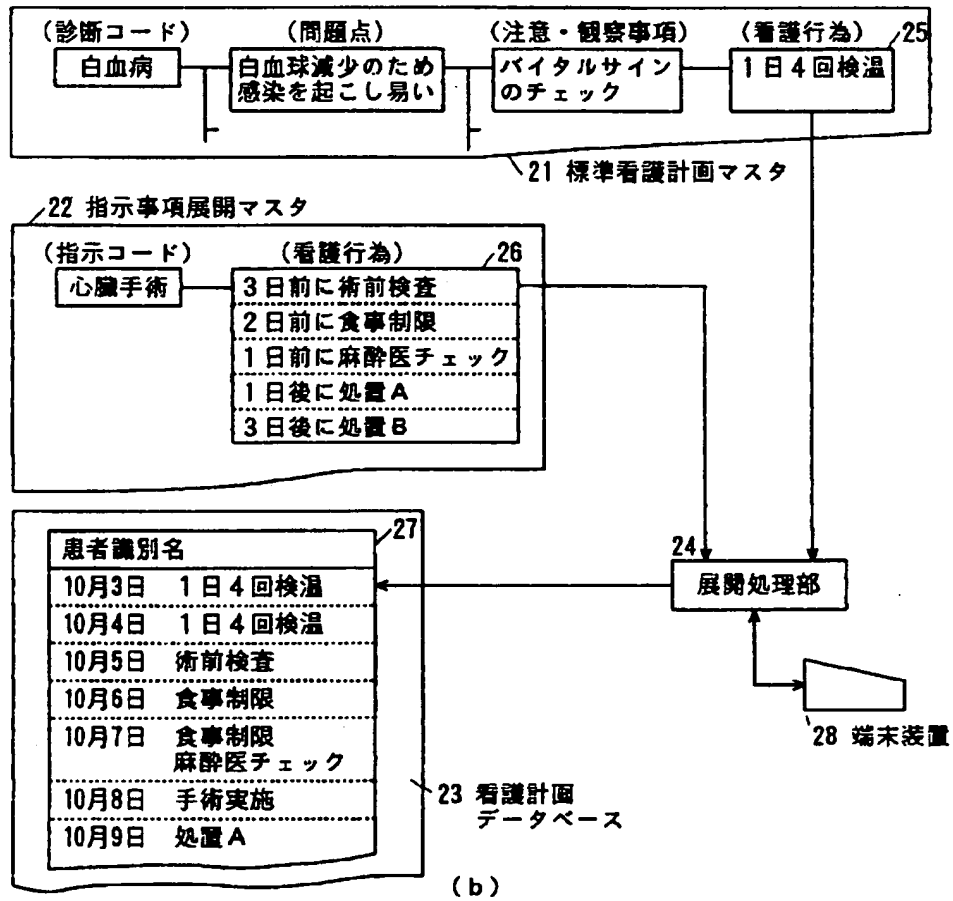 (診断コード) (問題点) (注意・観察事項) (看護行為) 25
白血病 白血球減少のため バイタルサイン 1日4回検温
感染を起こし易い のチェック
21 標準看護計画マスタ
22 指示事項展開マスタ
(指示コード) (看護行為) 26
心臓手術 3日前に術前検査
2日前に食事制限
1日前に麻酔医チェック
1日後に処置A
3日後に処置B
27
患者識別名
24
展開処理部
10月3日 1日4回検温
10月4日 1日4回検温
10月5日 術前検査
10月6日 食事制限
10月7日 食事制限
麻酔医チェック
28 端末装置
10月8日 手術実施
23 看護計画
データベース
10月9日 処置A
(b)